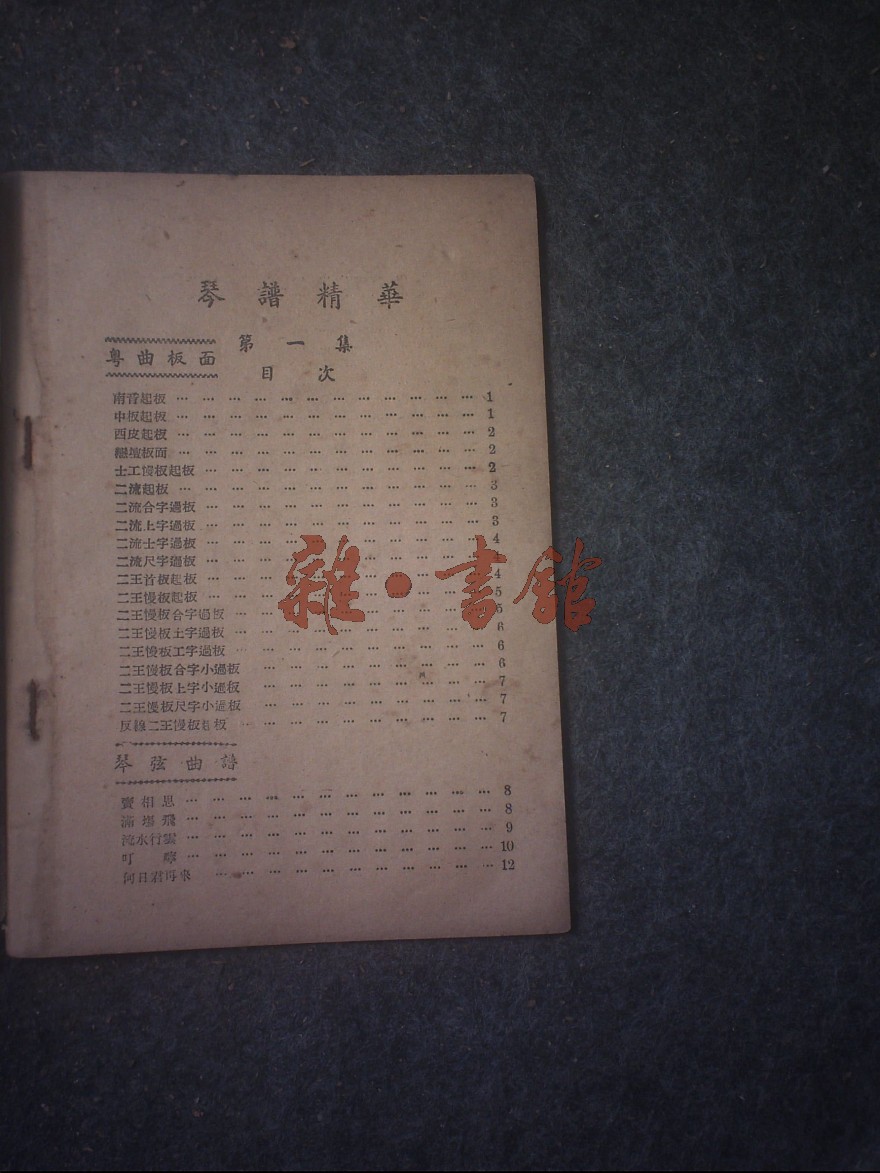 琴譜精華
第一集
粵曲板面
目次
南音起板 … … … … … … … … … … … … 1
中板起板 … … … … … … … … … … … … 1
西皮起板 … … … … … … … … … … … … 2
板面 … … … … … … … … … … … … 2
士工慢板起板 … … … … … … … … … … … 2
二流起板 … … … … … … … … … … … … 3
二流合字過板 … … … … … … … … … … … 3
二流上字過板 … … … … … … … … … … … 3
二流士字過板 … … … … … … … … … … … 4
二流尺字過板 … … … … … … … … … … …
二王首板起板 … … … … … … … … … … … 4
二王慢板起板 … … … … … … … … … … … 5
二王慢板合字過板 … … … … … … … … … … 5
二王慢板士字過板 … … … … … … … … … … 6
二王慢板工字過板 … … … … … … … … … … 6
二王慢板合字小過板 … … … … … … … … … 6
二王慢板上字小過板 … … … … … … … … … 7
二王慢板尺字小過板 … … … … … … … … … 7
反線二王慢板起板 … … … … … … … … … … 7
琴弦曲譜
賣相思 … … … … … … … … … … … … 8
滿場飛 … … … … … … … … … … … … 8
流水行雲 … … … … … … … … … … … … 9
叮嚀 … … … … … … … … … … … … 10
何日君再來 … … … … … … … … … … … 12
雜·書館